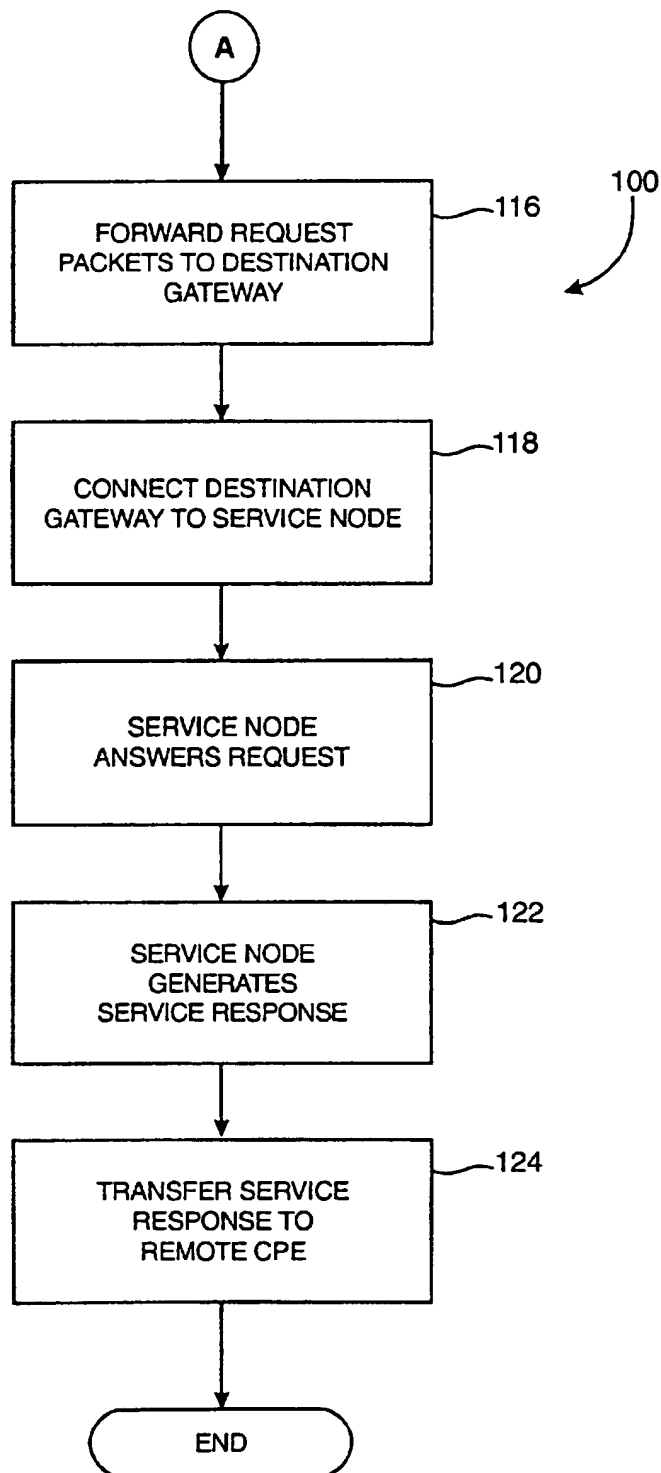 A
FORWARD REQUEST
PACKETS TO DESTINATION
GATEWAY
116
100
CONNECT DESTINATION
GATEWAY TO SERVICE NODE
118
SERVICE NODE
ANSWERS REQUEST
120
SERVICE NODE
GENERATES
SERVICE RESPONSE
122
TRANSFER SERVICE
RESPONSE TO
REMOTE CPE
124
END